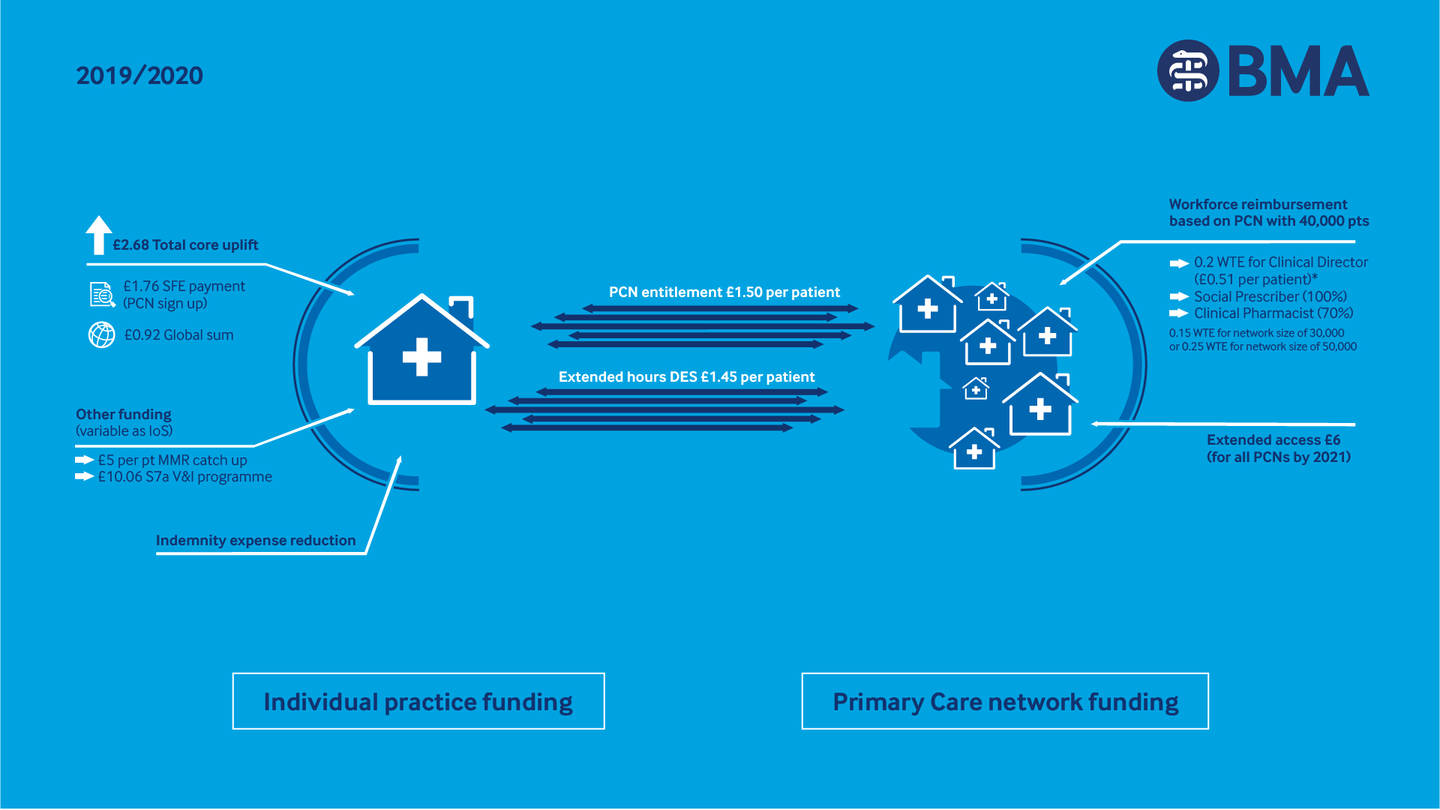 2019/2020
BMA
£2.68 Total core uplift
£1.76 SFE payment
(PCN sign up)
£0.92 Global sum
Other funding
(variable as IoS)
£5 per pt MMR catch up
£10.06 S7a V&I programme
Indemnity expense reduction
PCN entitlement £1.50 per patient
Extended hours DES £1.45 per patient
Workforce reimbursement
based on PCN with 40,000 pts
0.2 WTE for Clinical Director
(£0.51 per patient)*
Social Prescriber (100%)
Clinical Pharmacist (70%)
0.15 WTE for network size of 30,000
or 0.25 WTE for network size of 50,000
Extended access £6
(for all PCNs by 2021)
Individual practice funding
Primary Care network funding